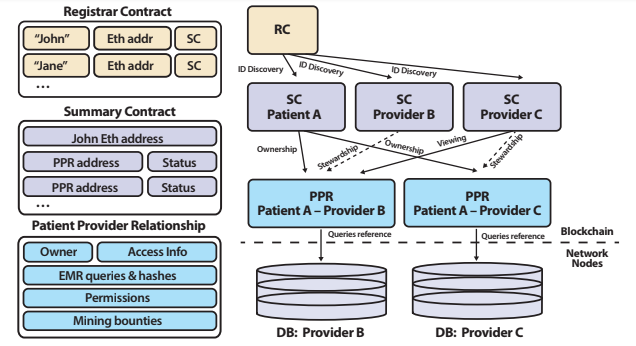 Registrar Contract
"John" Eth addr SC
"Jane" Eth addr SC
...
Summary Contract
John Eth address
PPR address Status
PPR address Status
...
Patient Provider Relationship
Owner Access Info
EMR queries & hashes
Permissions
Mining bounties
RC
ID Discovery
ID Discovery
ID Discovery
SC
Patient A
SC
Provider B
SC
Provider C
Ownership
Stewardship
Ownership
Viewing
Stewardship
PPR
Patient A – Provider B
PPR
Patient A – Provider C
Queries reference
Queries reference
Blockchain
Network
Nodes
DB: Provider B
DB: Provider C